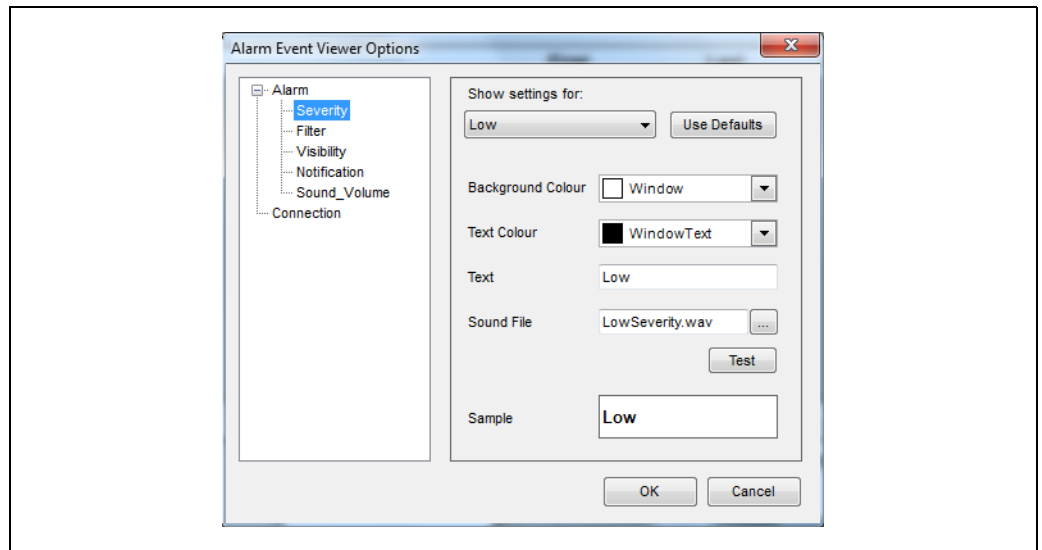 Alarm Event Viewer Options
Alarm
Severity
Filter
Visibility
Notification
Sound_Volume
Connection
Show settings for:
Low
Use Defaults
Background Colour
Window
Text Colour
WindowText
Text
Low
Sound File
LowSeverity.wav
...
Test
Sample
Low
OK
Cancel